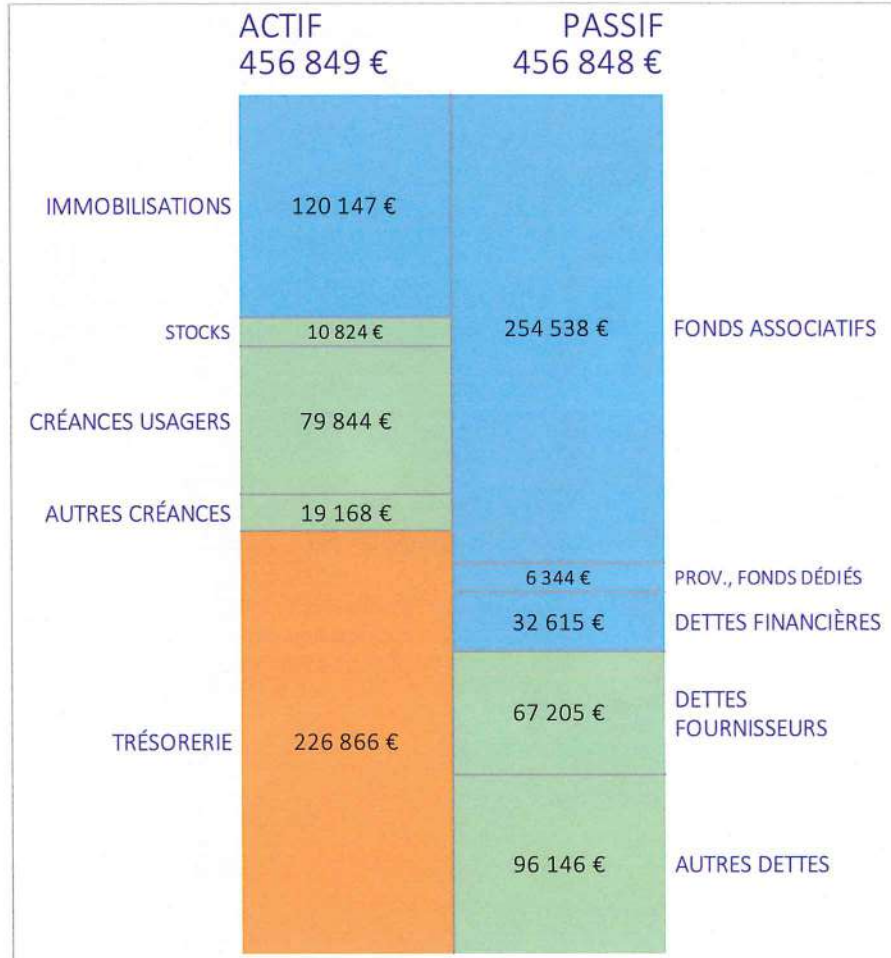 ACTIF
456 849 €
PASSIF
456 848 €
IMMOBILISATIONS
120 147 €
STOCKS
10 824 €
CRÉANCES USAGERS
79 844 €
AUTRES CRÉANCES
19 168 €
TRÉSORERIE
226 866 €
254 538 €
FONDS ASSOCIATIFS
6 344 €
PROV., FONDS DÉDIÉS
32 615 €
DETTES FINANCIÈRES
67 205 €
DETTES
FOURNISSEURS
96 146 €
AUTRES DETTES